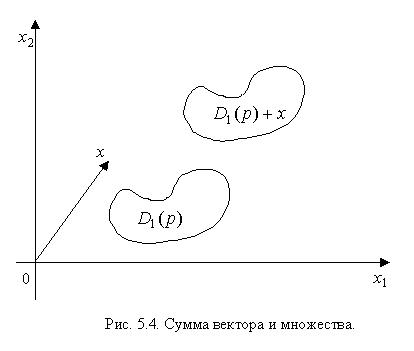 x₂
D₁(p) + x
x
D₁(p)
0
x₁
Рис. 5.4. Сумма вектора и множества.